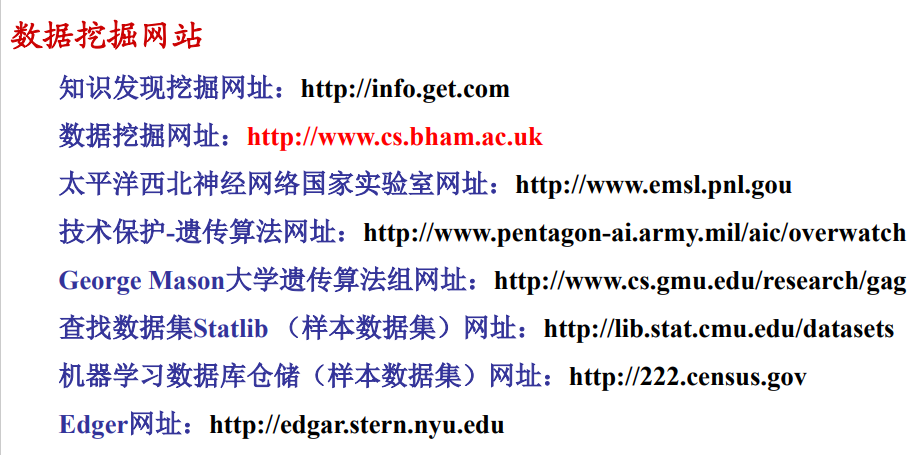 数据挖掘网站
知识发现挖掘网址：http://info.get.com
数据挖掘网址：http://www.cs.bham.ac.uk
太平洋西北神经网络国家实验室网址：http://www.emsl.pnl.gou
技术保护-遗传算法网址：http://www.pentagon-ai.army.mil/aic/overwatch
George Mason大学遗传算法组网址：http://www.cs.gmu.edu/research/gag
查找数据集Statlib （样本数据集）网址：http://lib.stat.cmu.edu/datasets
机器学习数据库仓储（样本数据集）网址：http://222.census.gov
Edger网址：http://edgar.stern.nyu.edu